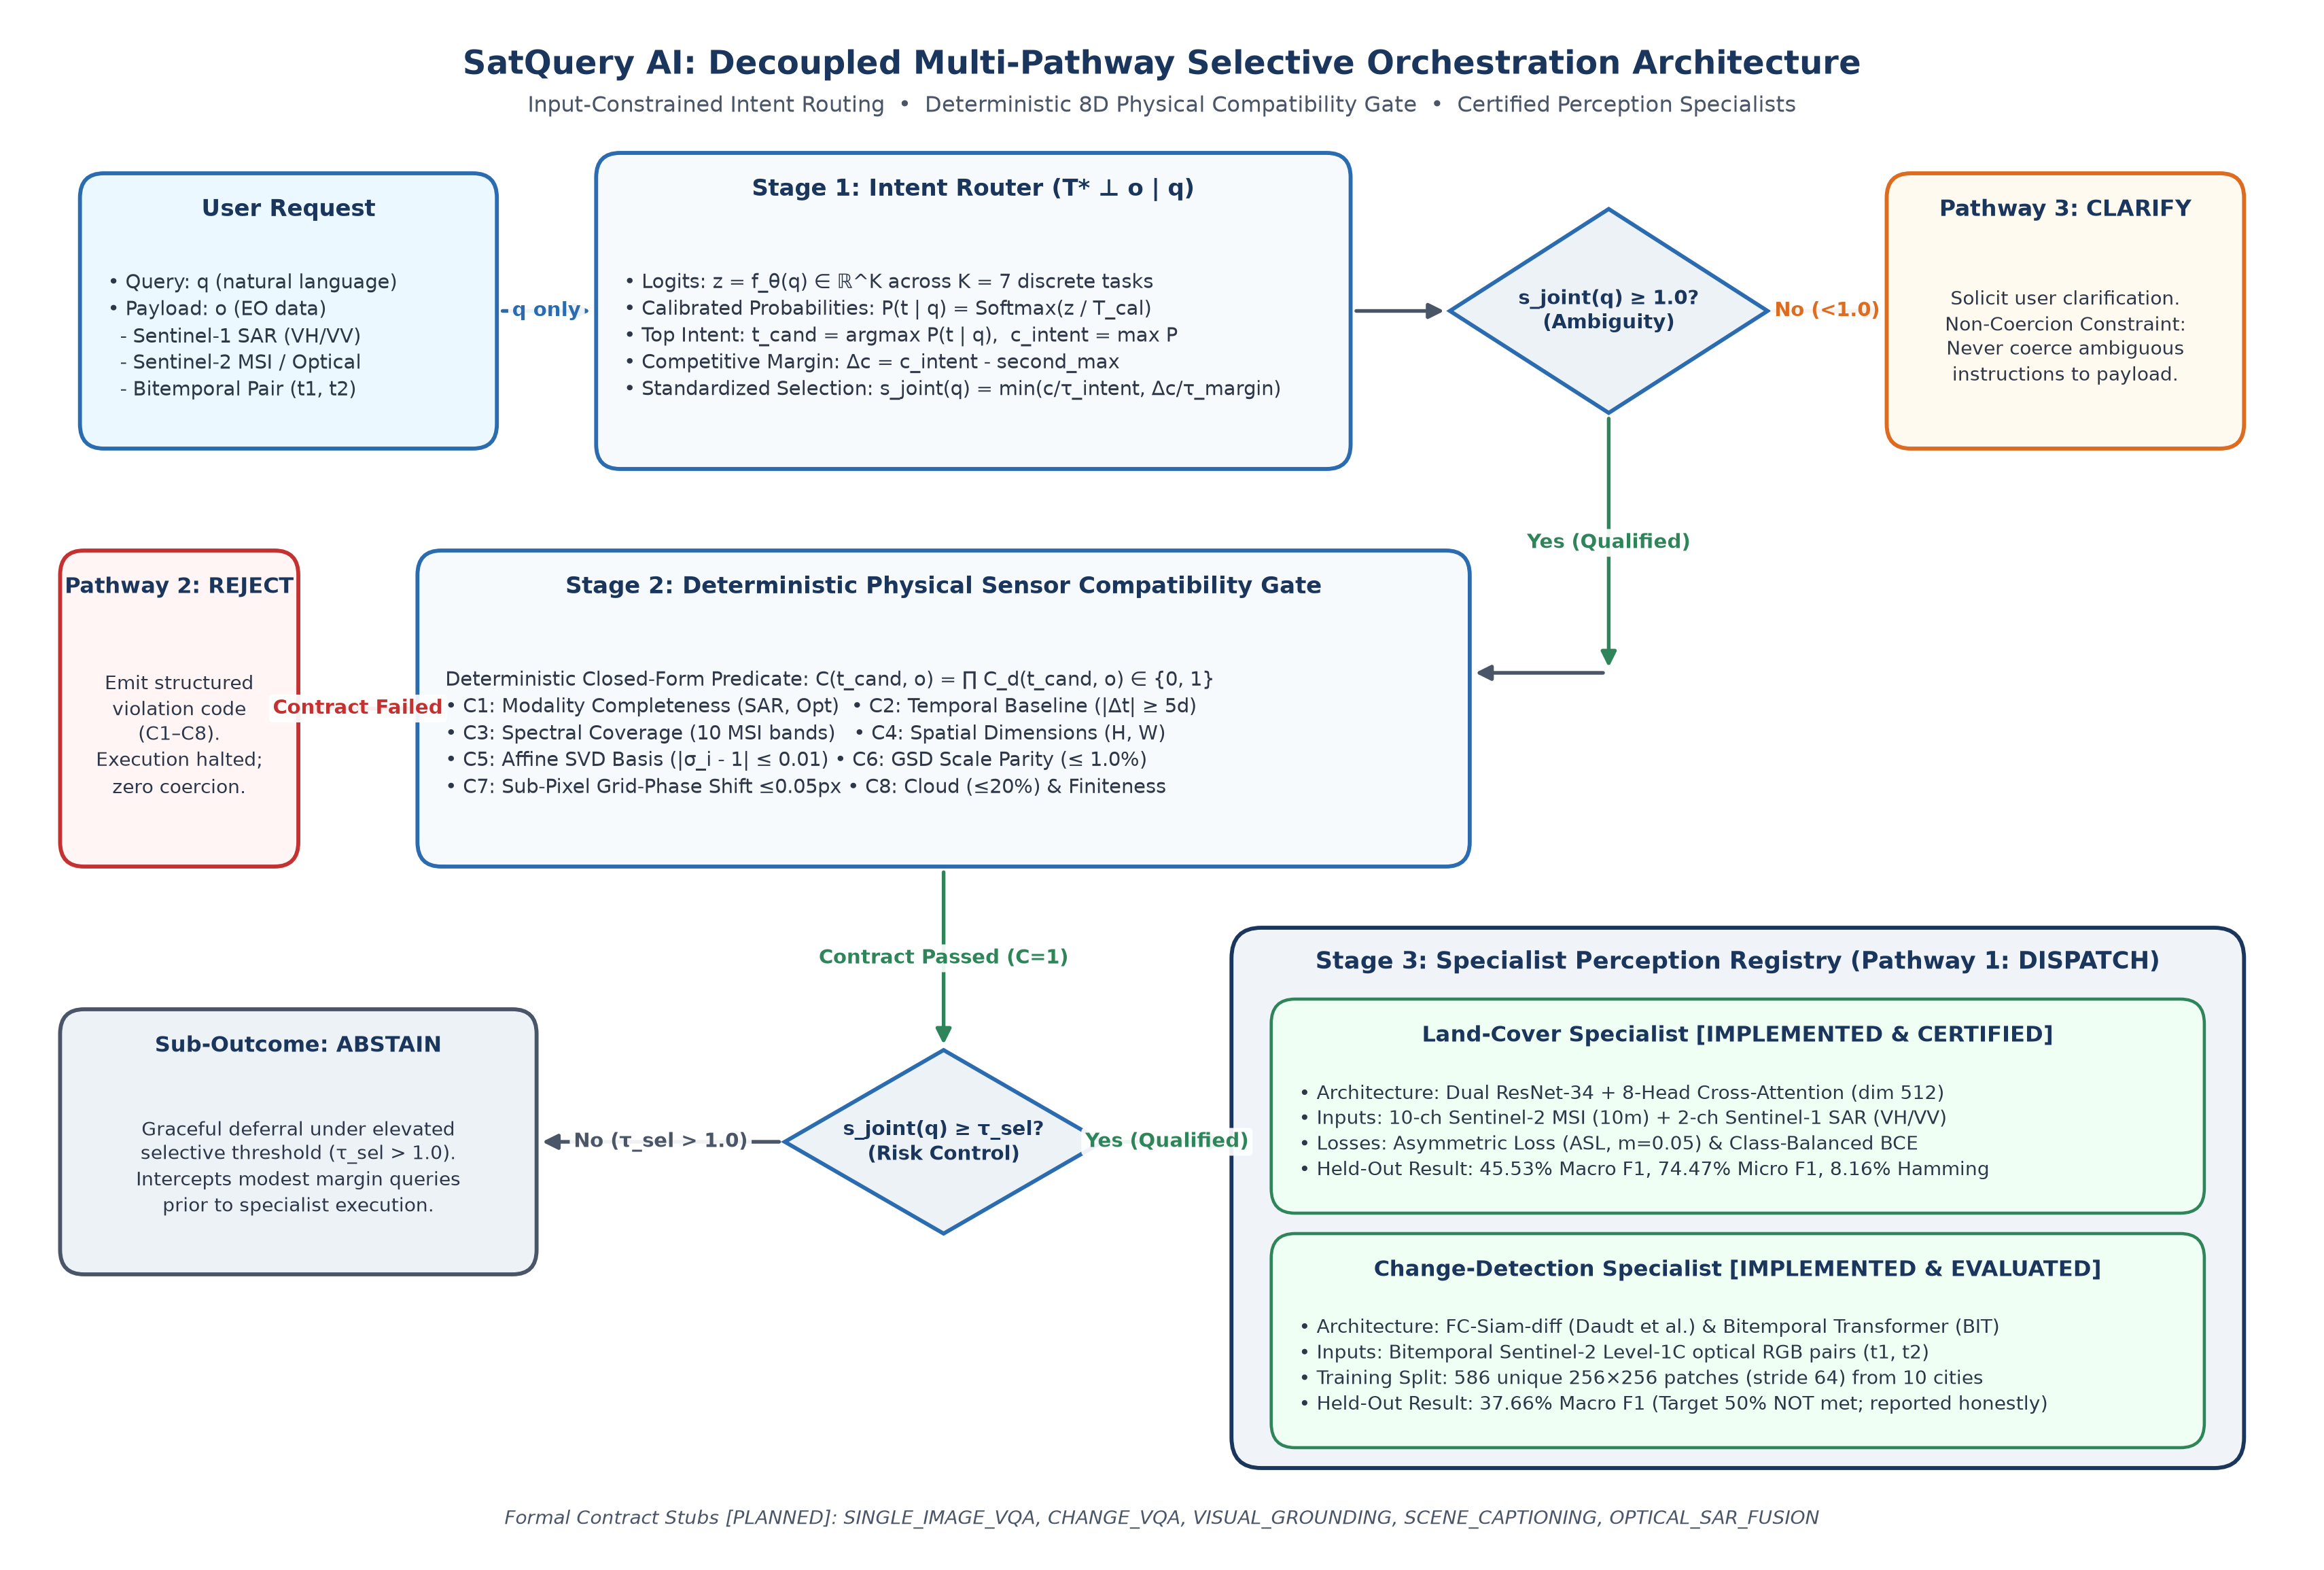 SatQuery AI: Decoupled Multi-Pathway Selective Orchestration Architecture
Input-Constrained Intent Routing • Deterministic 8D Physical Compatibility Gate • Certified Perception Specialists
User Request
• Query: q (natural language)
• Payload: o (EO data)
- Sentinel-1 SAR (VH/VV)
- Sentinel-2 MSI / Optical
- Bitemporal Pair (t1, t2)
q only
Stage 1: Intent Router (T* ⊥ o | q)
• Logits: z = f_θ(q) ∈ ℝ^K across K = 7 discrete tasks
• Calibrated Probabilities: P(t | q) = Softmax(z / T_cal)
• Top Intent: t_cand = argmax P(t | q), c_intent = max P
• Competitive Margin: Δc = c_intent - second_max
• Standardized Selection: s_joint(q) = min(c/τ_intent, Δc/τ_margin)
s_joint(q) ≥ 1.0?
(Ambiguity)
No (<1.0)
Pathway 3: CLARIFY
Solicit user clarification.
Non-Coercion Constraint:
Never coerce ambiguous
instructions to payload.
Yes (Qualified)
Pathway 2: REJECT
Emit structured
violation code
(C1–C8).
Execution halted;
zero coercion.
Contract Failed
Stage 2: Deterministic Physical Sensor Compatibility Gate
Deterministic Closed-Form Predicate: C(t_cand, o) = ∏ C_d(t_cand, o) ∈ {0, 1}
• C1: Modality Completeness (SAR, Opt) • C2: Temporal Baseline (|Δt| ≥ 5d)
• C3: Spectral Coverage (10 MSI bands) • C4: Spatial Dimensions (H, W)
• C5: Affine SVD Basis (|σ_i - 1| ≤ 0.01) • C6: GSD Scale Parity (≤ 1.0%)
• C7: Sub-Pixel Grid-Phase Shift ≤0.05px • C8: Cloud (≤20%) & Finiteness
Contract Passed (C=1)
Sub-Outcome: ABSTAIN
Graceful deferral under elevated
selective threshold (τ_sel > 1.0).
Intercepts modest margin queries
prior to specialist execution.
No (τ_sel > 1.0)
s_joint(q) ≥ τ_sel?
(Risk Control)
Yes (Qualified)
Stage 3: Specialist Perception Registry (Pathway 1: DISPATCH)
Land-Cover Specialist [IMPLEMENTED & CERTIFIED]
• Architecture: Dual ResNet-34 + 8-Head Cross-Attention (dim 512)
• Inputs: 10-ch Sentinel-2 MSI (10m) + 2-ch Sentinel-1 SAR (VH/VV)
• Losses: Asymmetric Loss (ASL, m=0.05) & Class-Balanced BCE
• Held-Out Result: 45.53% Macro F1, 74.47% Micro F1, 8.16% Hamming
Change-Detection Specialist [IMPLEMENTED & EVALUATED]
• Architecture: FC-Siam-diff (Daudt et al.) & Bitemporal Transformer (BIT)
• Inputs: Bitemporal Sentinel-2 Level-1C optical RGB pairs (t1, t2)
• Training Split: 586 unique 256×256 patches (stride 64) from 10 cities
• Held-Out Result: 37.66% Macro F1 (Target 50% NOT met; reported honestly)
Formal Contract Stubs [PLANNED]: SINGLE_IMAGE_VQA, CHANGE_VQA, VISUAL_GROUNDING, SCENE_CAPTIONING, OPTICAL_SAR_FUSION